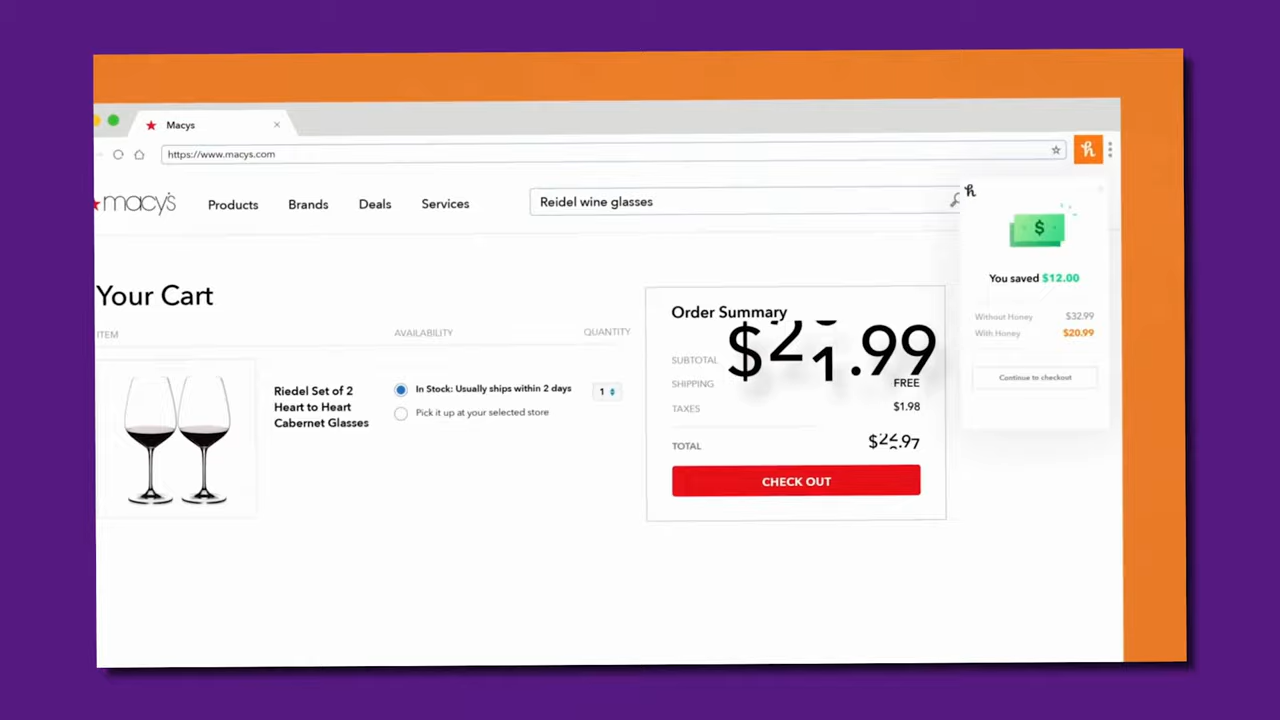 Macys
https://www.macys.com
h
macy's
Products
Brands
Deals
Services
Reidel wine glasses
h
$
You saved $12.00
Without Honey $32.99
With Honey $20.99
Continue to checkout
Your Cart
ITEM
AVAILABILITY
QUANTITY
Riedel Set of 2
Heart to Heart
Cabernet Glasses
In Stock: Usually ships within 2 days
Pick it up at your selected store
1
Order Summary
SUBTOTAL
SHIPPING FREE
TAXES $1.98
TOTAL
CHECK OUT